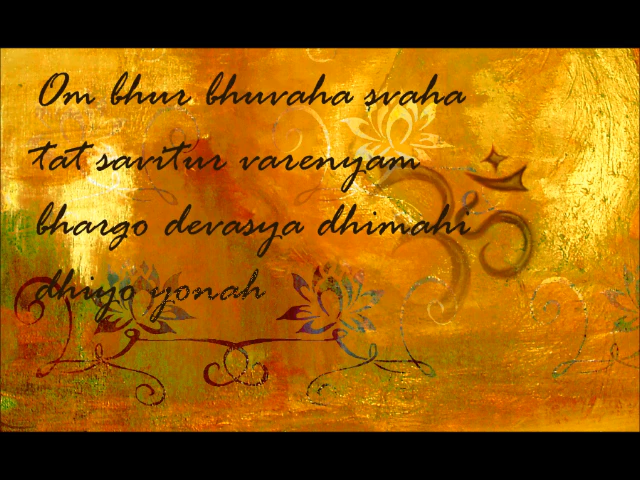 Om bhur bhuvaha svaha
tat savitur varenyam
bhargo devasya dhimahi
dhiyo yonah
ॐ